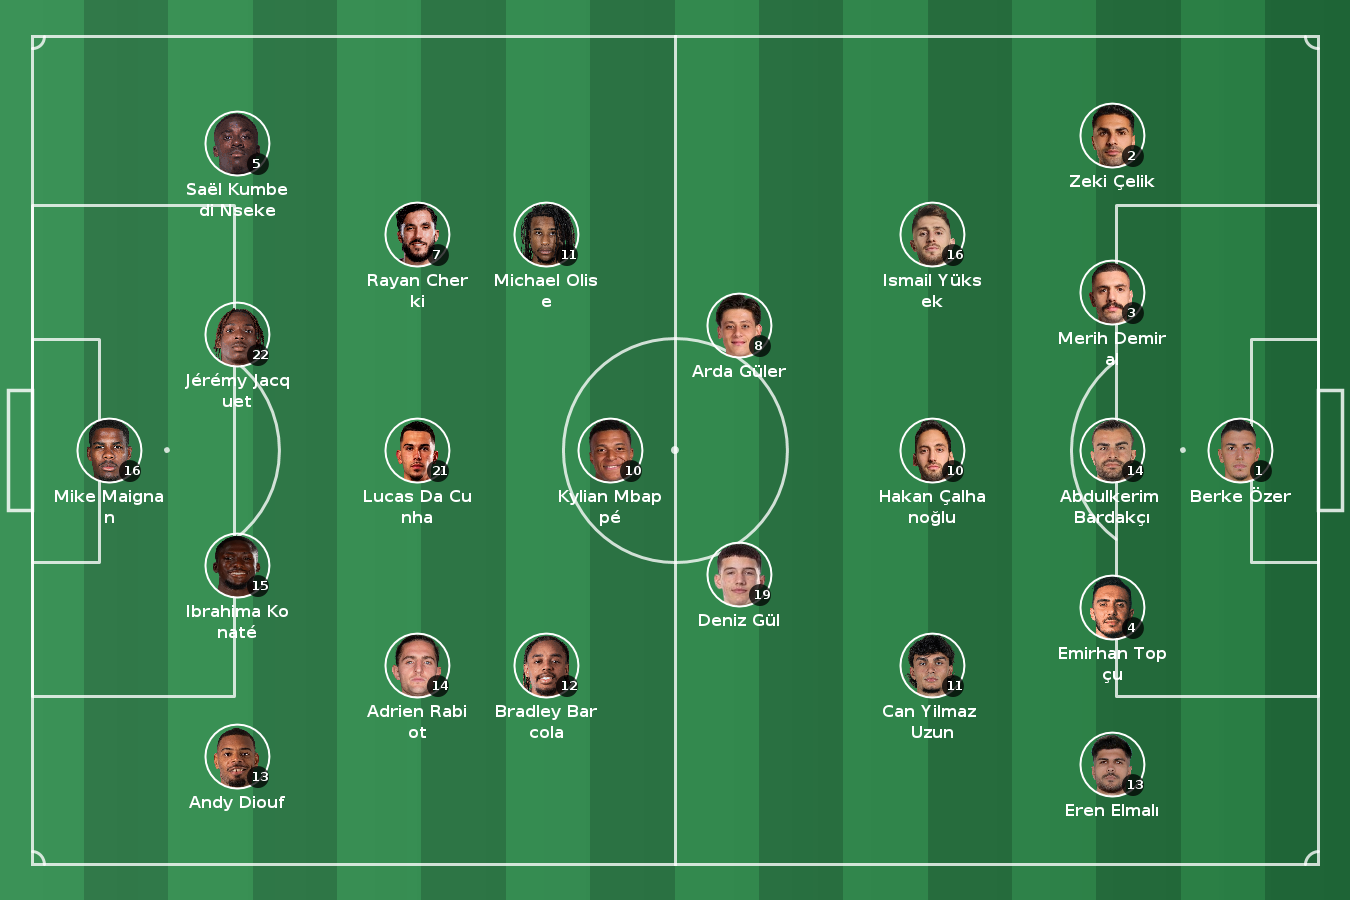 5
Saël Kumbe
di Nseke
22
Jérémy Jacq
uet
16
Mike Maigna
n
15
Ibrahima Ko
naté
13
Andy Diouf
7
Rayan Cher
ki
21
Lucas Da Cu
nha
14
Adrien Rabi
ot
11
Michael Olis
e
10
Kylian Mbap
pé
12
Bradley Bar
cola
8
Arda Güler
19
Deniz Gül
16
Ismail Yüks
ek
10
Hakan Çalha
noğlu
11
Can Yilmaz
Uzun
2
Zeki Çelik
3
Merih Demir
a
14
Abdulkerim
Bardakçı
4
Emirhan Top
çu
13
Eren Elmalı
1
Berke Özer